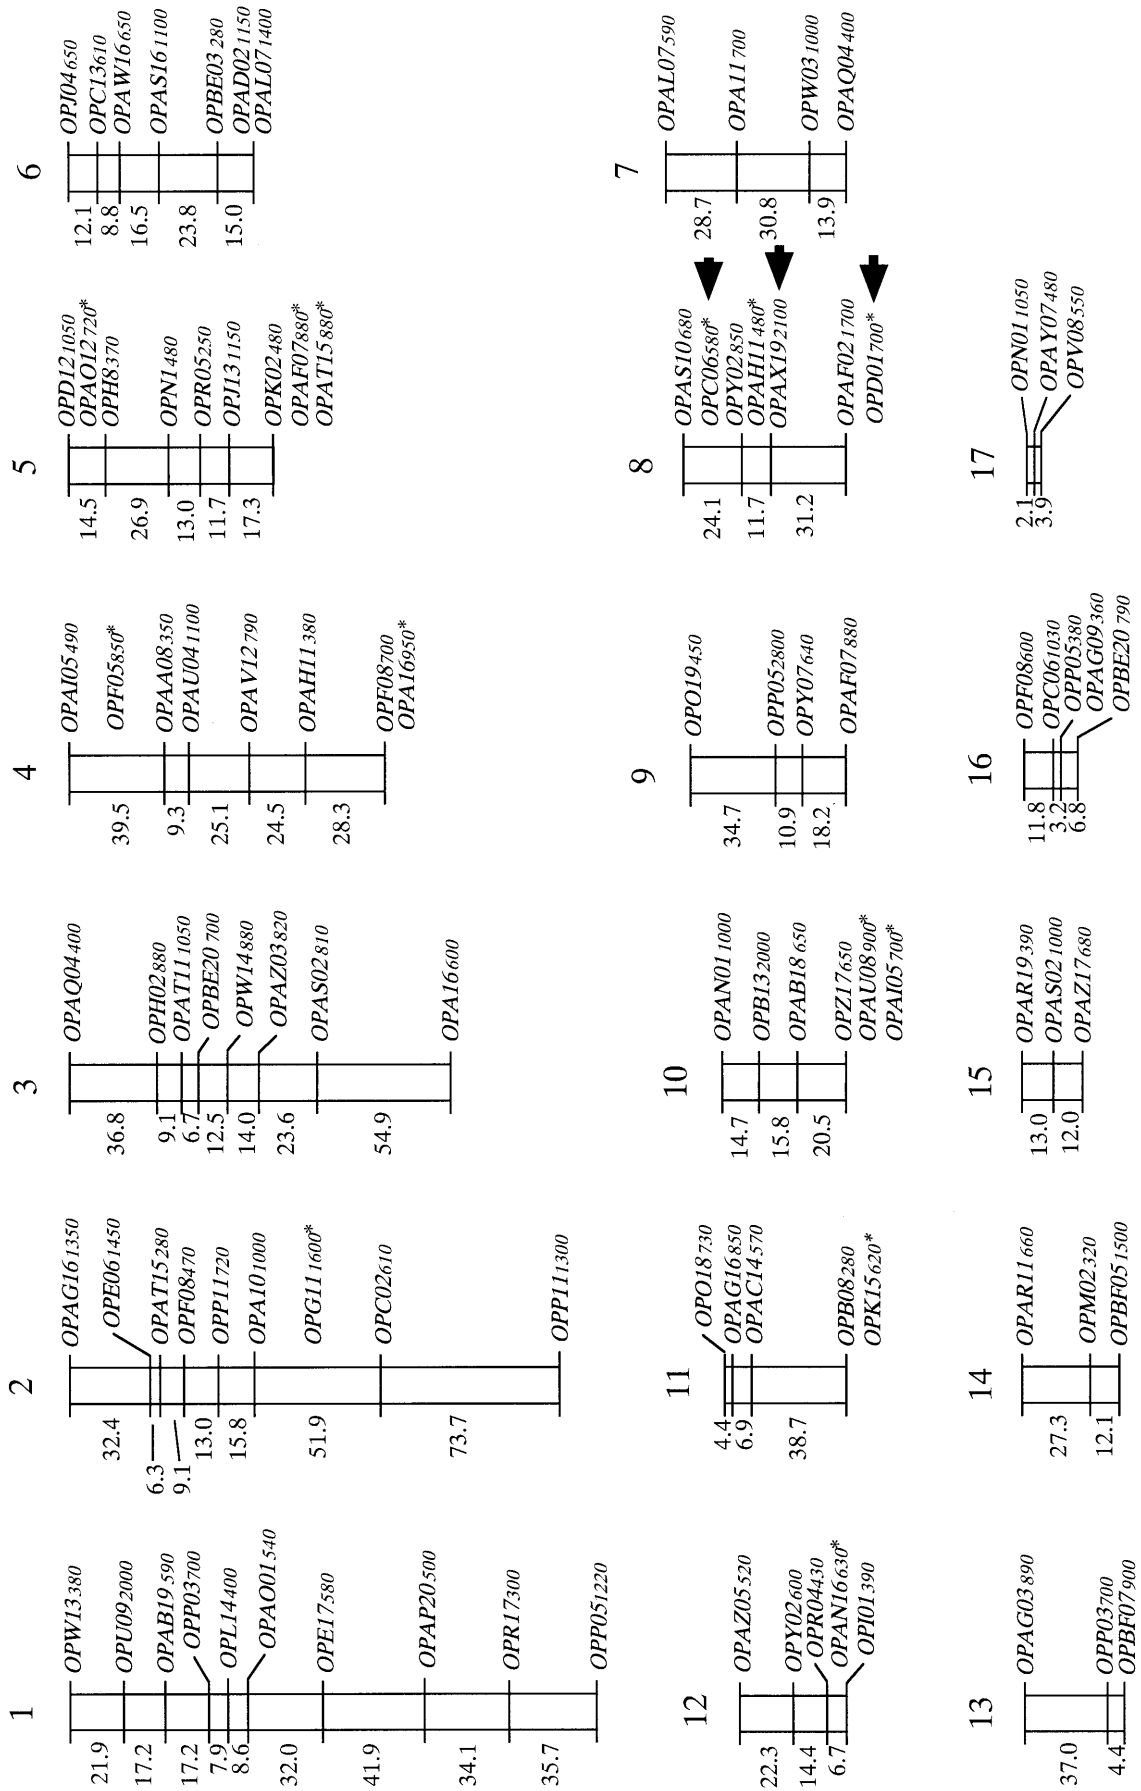 1
21.9
17.2
17.2
7.9
8.6
32.0
41.9
34.1
35.7
OPW13380
OPU092000
OPAB19590
OPP03700
OPL14400
OPAO01540
OPE17580
OPAP20500
OPR17300
OPP051220
2
32.4
6.3
9.1
13.0
15.8
51.9
73.7
OPAG161350
OPE061450
OPAT15280
OPF08470
OPP11720
OPA101000
OPG111600*
OPC02610
OPP111300
3
36.8
9.1
6.7
12.5
14.0
23.6
54.9
OPAQ04400
OPH02880
OPAT111050
OPBE20700
OPW14880
OPAZ03820
OPAS02810
OPA16600
4
39.5
9.3
25.1
24.5
28.3
OPAI05490
OPF05850*
OPAA08350
OPAU041100
OPAV12790
OPAH11380
OPF08700
OPA16950*
5
14.5
26.9
13.0
11.7
17.3
OPD121050
OPAO12720*
OPH8370
OPN1480
OPR05250
OPJ131150
OPK02480
OPAF07880*
OPAT15880*
6
12.1
8.8
16.5
23.8
15.0
OPJ04650
OPC13610
OPAW16650
OPAS161100
OPBE03280
OPAD021150
OPAL071400
12
22.3
14.4
6.7
OPAZ05520
OPY02600
OPR04430
OPAN16630*
OPH01390
11
4.4
6.9
38.7
OPO18730
OPAG16850
OPAC14570
OPB08280
OPK15620*
10
14.7
15.8
20.5
OPAN011000
OPB132000
OPAB18650
OPZ17650
OPAU08900*
OPAI05700*
9
34.7
10.9
18.2
OPO19450
OPP052800
OPY07640
OPAF07880
8
24.1
11.7
31.2
OPAS10680
OPC06580*
OPY02850
OPAH11480*
OPAX192100
OPAF021700
OPD01700*
7
28.7
30.8
13.9
OPAL07590
OPA11700
OPW031000
OPAQ04400
13
37.0
4.4
OPAG03890
OPP03700
OPBF07900
14
27.3
12.1
OPAR11660
OPM02320
OPBF051500
15
13.0
12.0
OPAR19390
OPAS021000
OPAZ17680
16
11.8
3.2
6.8
OPF08600
OPC061030
OPP05380
OPAG09360
OPBE20790
17
2.1
3.9
OPN011050
OPAY07480
OPV08550